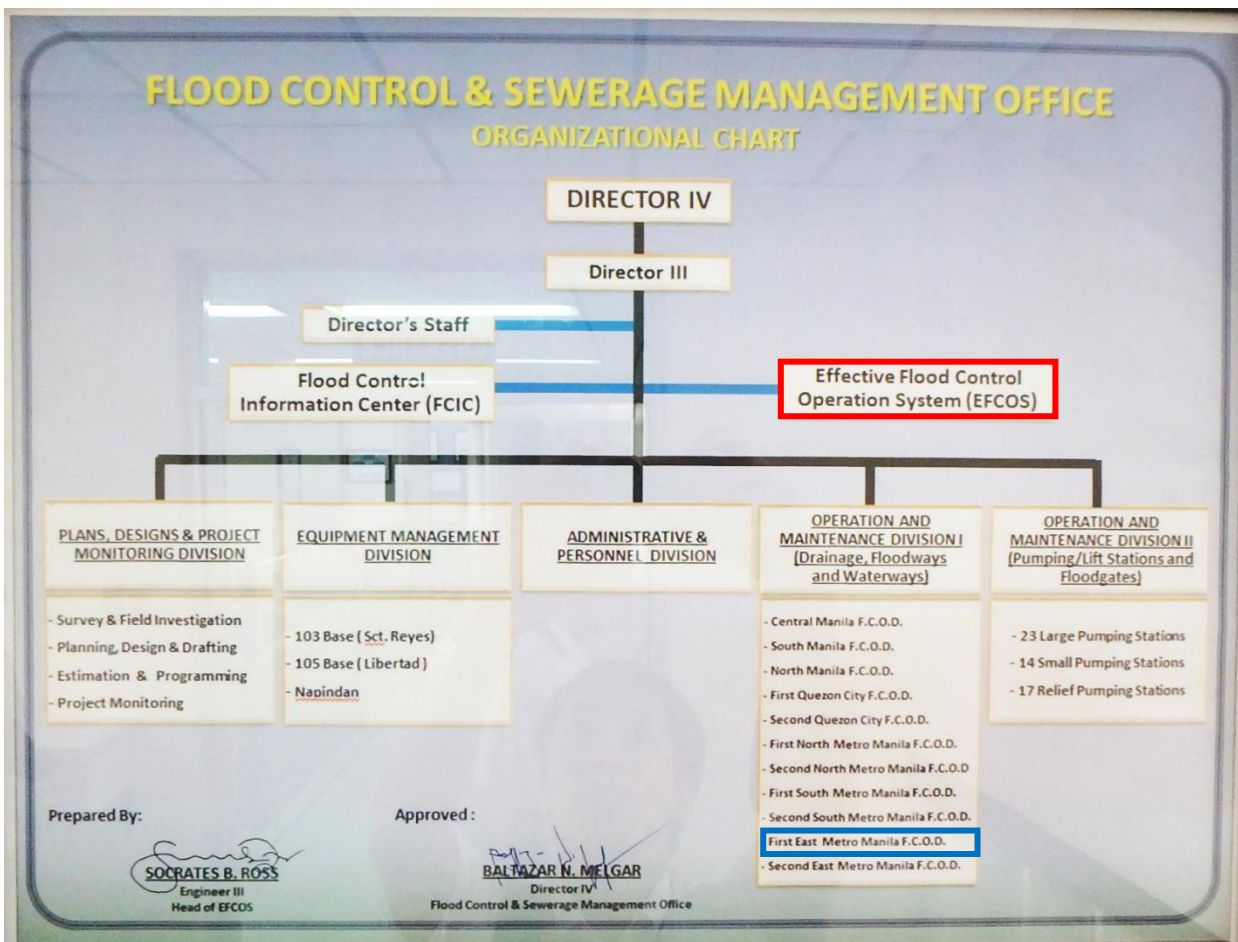 FLOOD CONTROL & SEWERAGE MANAGEMENT OFFICE
ORGANIZATIONAL CHART
DIRECTOR IV
Director III
Director's Staff
Flood Control
Information Center (FCIC)
Effective Flood Control
Operation System (EFCOS)
PLANS, DESIGNS & PROJECT
MONITORING DIVISION
- Survey & Field Investigation
- Planning, Design & Drafting
- Estimation & Programming
- Project Monitoring
EQUIPMENT MANAGEMENT
DIVISION
- 103 Base ( Sct. Reyes)
- 105 Base ( Libertad )
- Napindan
ADMINISTRATIVE &
PERSONNEL DIVISION
OPERATION AND
MAINTENANCE DIVISION I
(Drainage, Floodways
and Waterways)
- Central Manila F.C.O.D.
- South Manila F.C.O.D.
- North Manila F.C.O.D.
- First Quezon City F.C.O.D.
- Second Quezon City F.C.O.D.
- First North Metro Manila F.C.O.D.
- Second North Metro Manila F.C.O.D
- First South Metro Manila F.C.O.D.
- Second South Metro Manila F.C.O.D.
First East Metro Manila F.C.O.D.
- Second East Metro Manila F.C.O.D.
OPERATION AND
MAINTENANCE DIVISION II
(Pumping/Lift Stations and
Floodgates)
- 23 Large Pumping Stations
- 14 Small Pumping Stations
- 17 Relief Pumping Stations
Prepared By:
SOCRATES B. ROSS
Engineer III
Head of EFCOS
Approved :
BALTAZAR N. MELGAR
Director IV
Flood Control & Sewerage Management Office